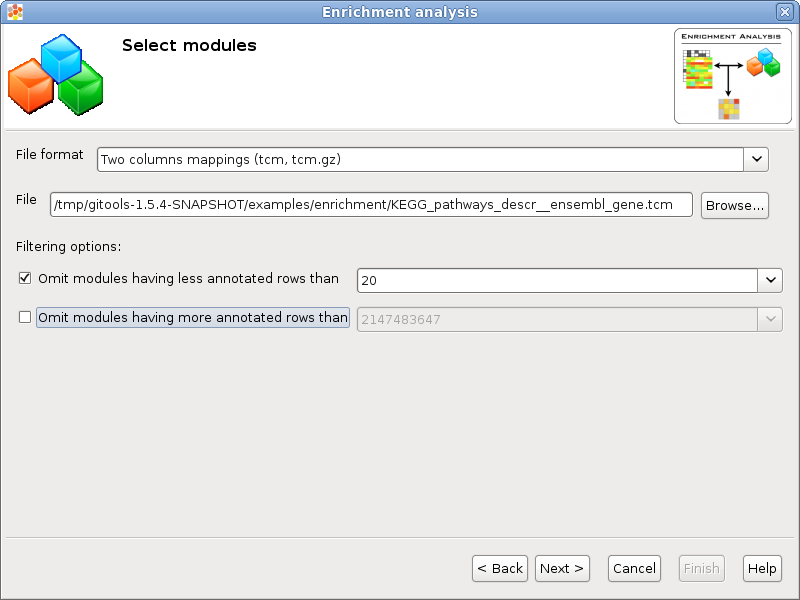 Enrichment analysis
Select modules
Enrichment Analysis
File format Two columns mappings (tcm, tcm.gz)
File /tmp/gitools-1.5.4-SNAPSHOT/examples/enrichment/KEGG_pathways_descr__ensembl_gene.tcm Browse...
Filtering options:
Omit modules having less annotated rows than 20
Omit modules having more annotated rows than 2147483647
< Back Next > Cancel Finish Help